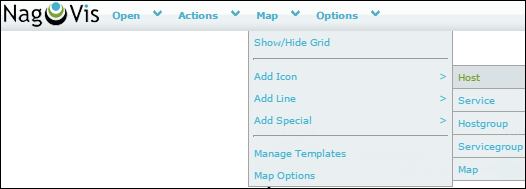 NagVis Open Actions Map Options
Show/Hide Grid
Add Icon >
Add Line >
Add Special >
Manage Templates
Map Options
Host
Service
Hostgroup
Servicegroup
Map